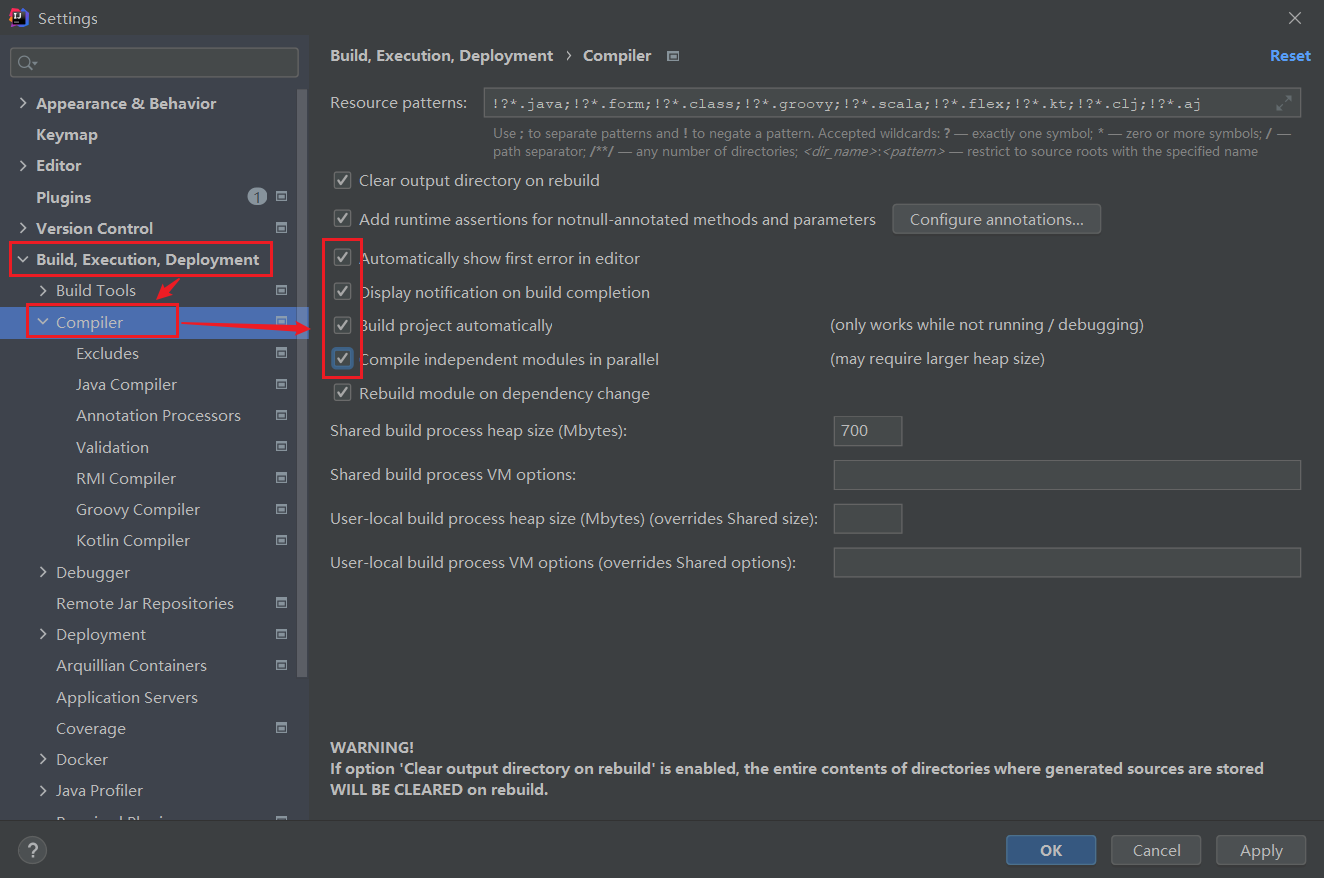 Settings
Appearance & Behavior
Keymap
Editor
Plugins
1
Version Control
Build, Execution, Deployment
Build Tools
Compiler
Excludes
Java Compiler
Annotation Processors
Validation
RMI Compiler
Groovy Compiler
Kotlin Compiler
Debugger
Remote Jar Repositories
Deployment
Arquillian Containers
Application Servers
Coverage
Docker
Java Profiler
Build, Execution, Deployment › Compiler
Reset
Resource patterns: !?*.java;!?*.form;!?*.class;!?*.groovy;!?*.scala;!?*.flex;!?*.kt;!?*.clj;!?*.aj
Use ; to separate patterns and ! to negate a pattern. Accepted wildcards: ? — exactly one symbol; * — zero or more symbols; / —
path separator; /**/ — any number of directories; <dir_name>:<pattern> — restrict to source roots with the specified name
Clear output directory on rebuild
Add runtime assertions for notnull-annotated methods and parameters Configure annotations...
Automatically show first error in editor
Display notification on build completion
Build project automatically (only works while not running / debugging)
Compile independent modules in parallel (may require larger heap size)
Rebuild module on dependency change
Shared build process heap size (Mbytes): 700
Shared build process VM options:
User-local build process heap size (Mbytes) (overrides Shared size):
User-local build process VM options (overrides Shared options):
WARNING!
If option 'Clear output directory on rebuild' is enabled, the entire contents of directories where generated sources are stored
WILL BE CLEARED on rebuild.
?
OK Cancel Apply